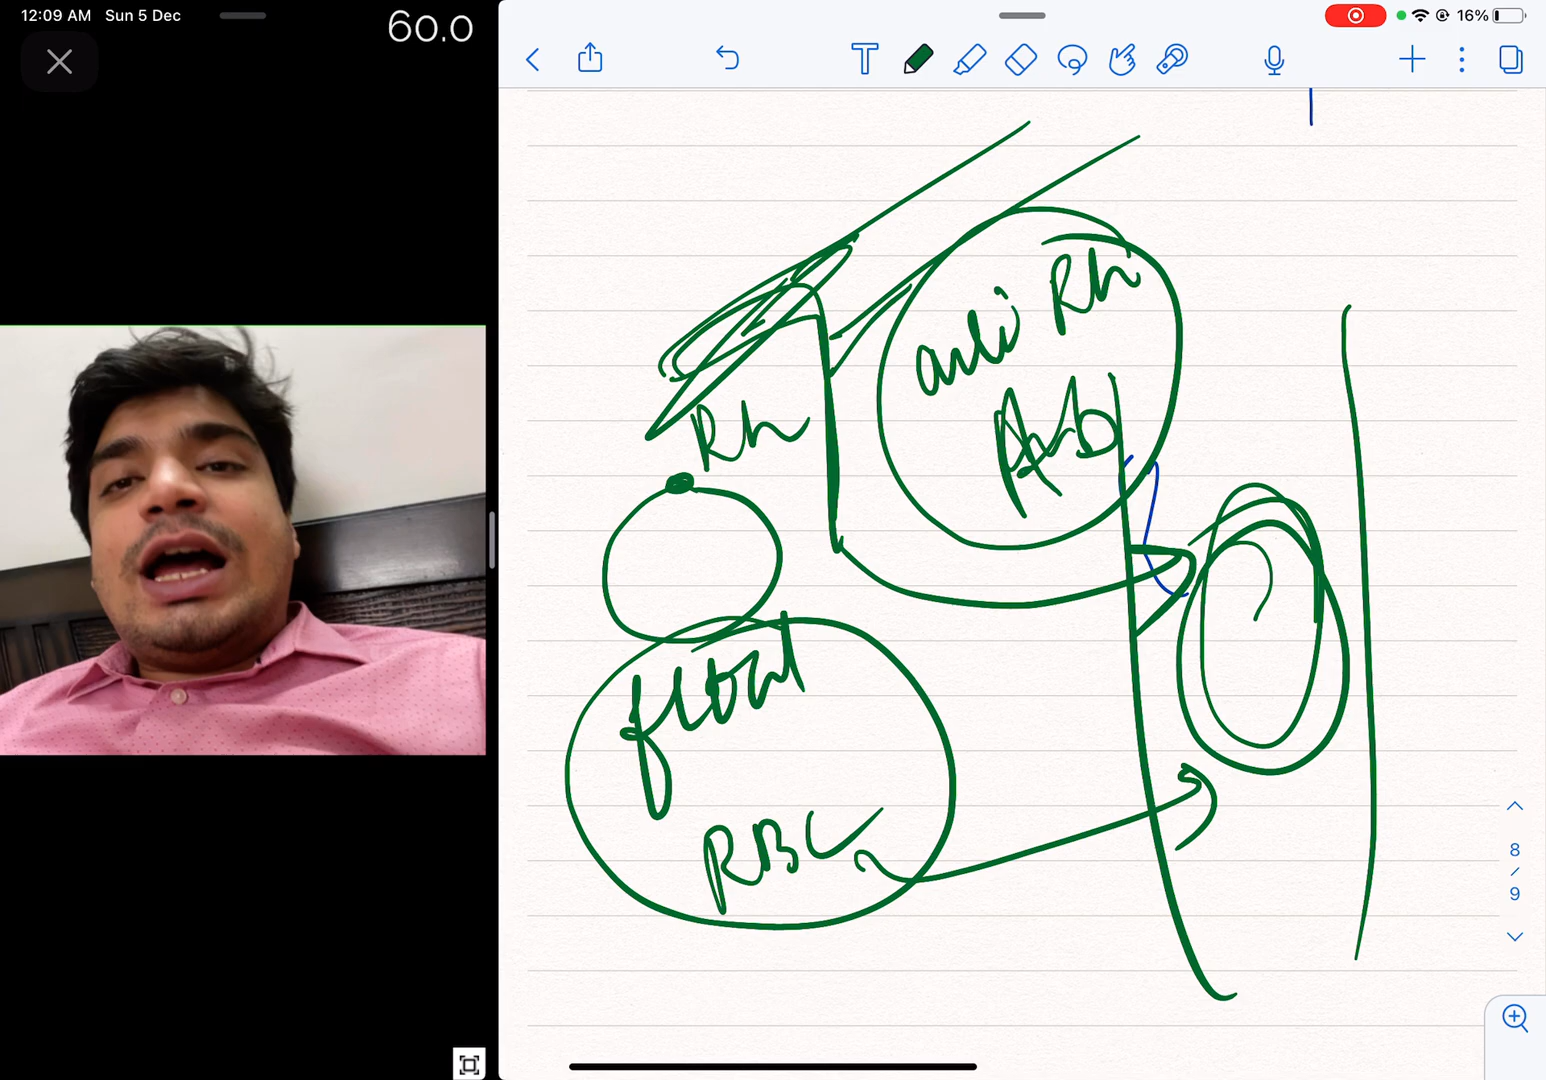 12:09 AM Sun 5 Dec
60.0
16%
T
anti Rh
Ab
Rh
fetal
RBC
8
/
9